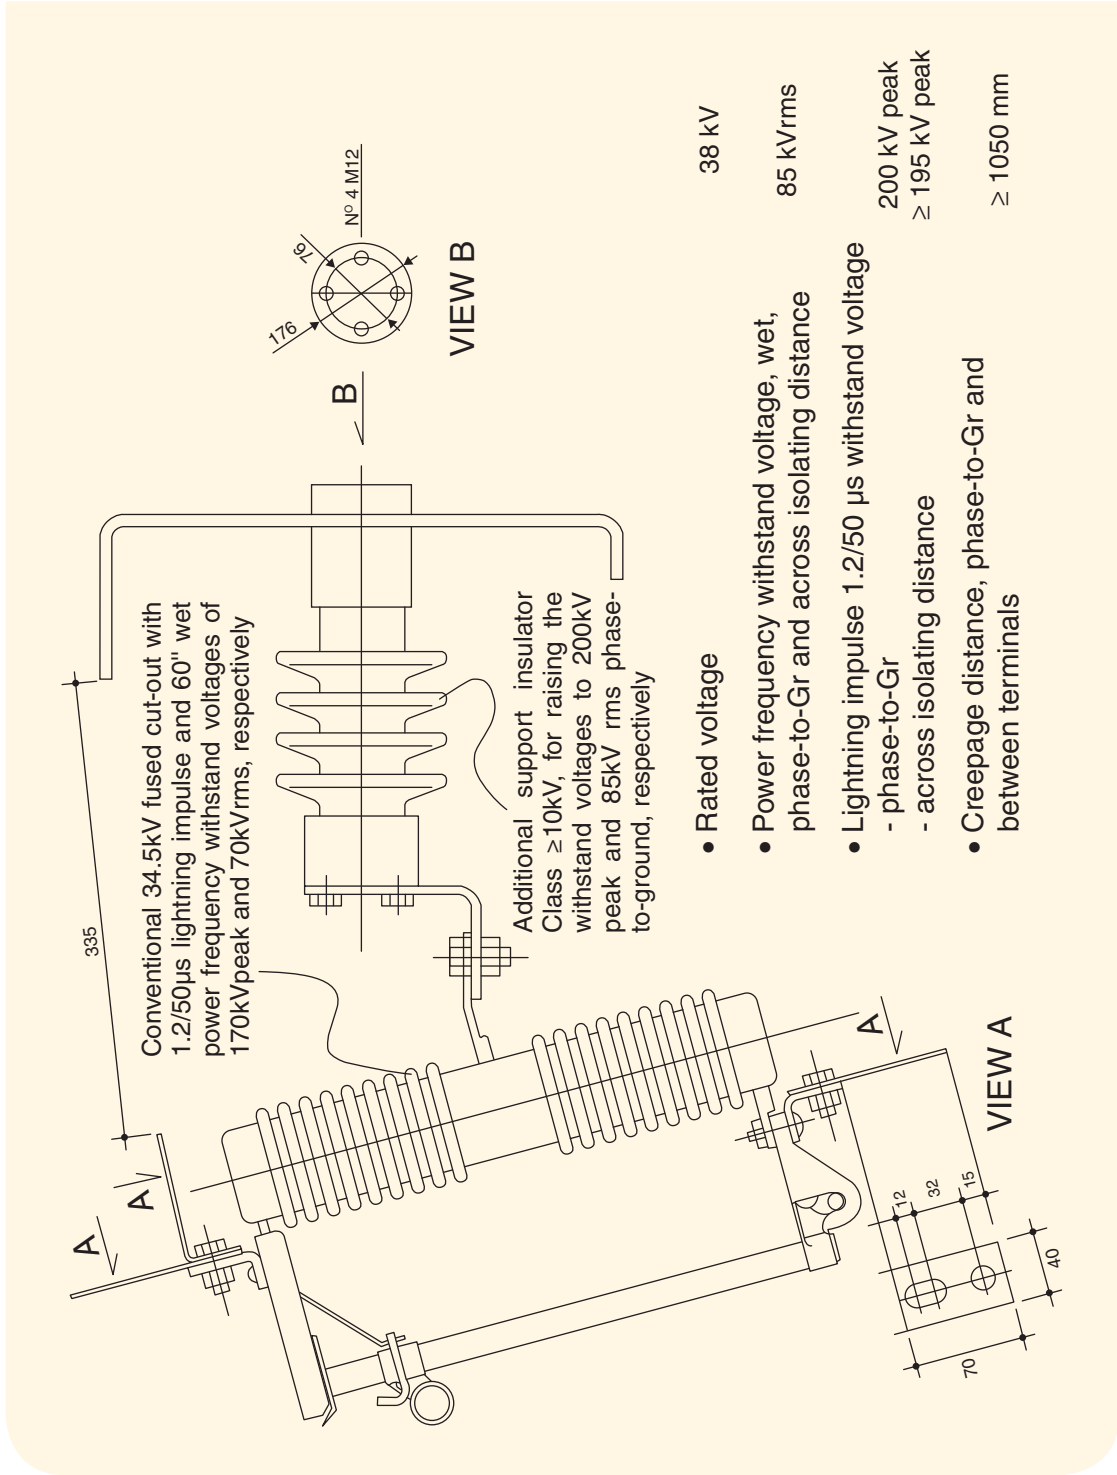 335
Conventional 34.5kV fused cut-out with
1.2/50µs lightning impulse and 60" wet
power frequency withstand voltages of
170kVpeak and 70kVrms, respectively
Additional support insulator
Class ≥10kV, for raising the
withstand voltages to 200kV
peak and 85kV rms phase-
to-ground, respectively
A
A
A
B
176
76
Nº 4 M12
VIEW B
VIEW A
12
32
15
40
70
• Rated voltage 38 kV
• Power frequency withstand voltage, wet,
phase-to-Gr and across isolating distance 85 kVrms
• Lightning impulse 1.2/50 µs withstand voltage
- phase-to-Gr 200 kV peak
- across isolating distance ≥ 195 kV peak
• Creepage distance, phase-to-Gr and
between terminals ≥ 1050 mm